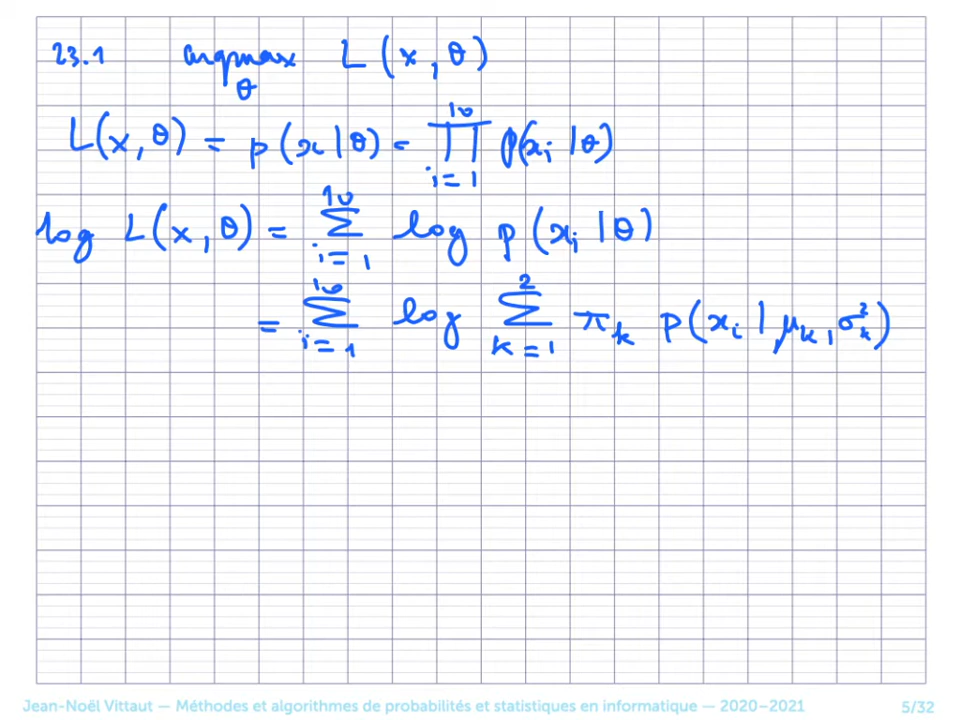 23.1 argmax L(x, θ)
θ
L(x, θ) = p(x | θ) = ∏_{i=1}^{10} p(x_i | θ)
log L(x, θ) = ∑_{i=1}^{10} log p(x_i | θ)
= ∑_{i=1}^{10} log ∑_{k=1}^{2} π_k p(x_i | μ_k, σ_k^2)
Jean-Noël Vittaut — Méthodes et algorithmes de probabilités et statistiques en informatique — 2020–2021 5/32